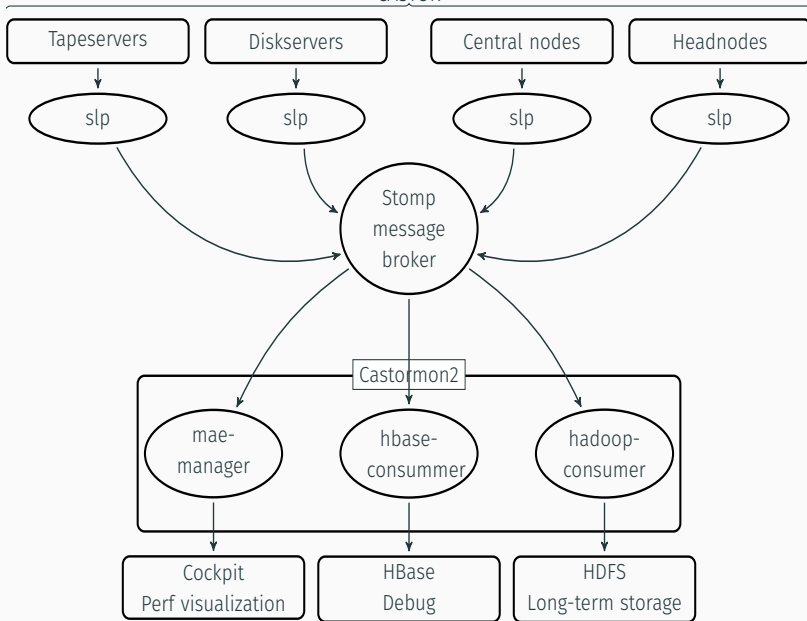 Tapeservers
Diskservers
Central nodes
Headnodes
slp
slp
slp
slp
Stomp
message
broker
Castormon2
mae-
manager
hbase-
consummer
hadoop-
consumer
Cockpit
Perf visualization
HBase
Debug
HDFS
Long-term storage